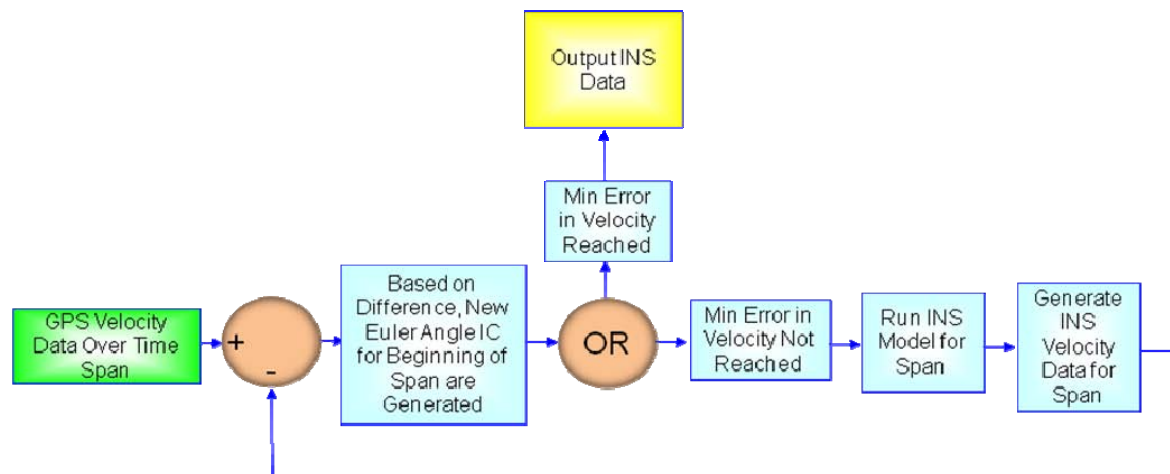 Output INS
Data
Min Error
in Velocity
Reached
GPS Velocity
Data Over Time
Span
+
-
Based on
Difference, New
Euler Angle IC
for Beginning of
Span are
Generated
OR
Min Error in
Velocity Not
Reached
Run INS
Model for
Span
Generate
INS
Velocity
Data for
Span